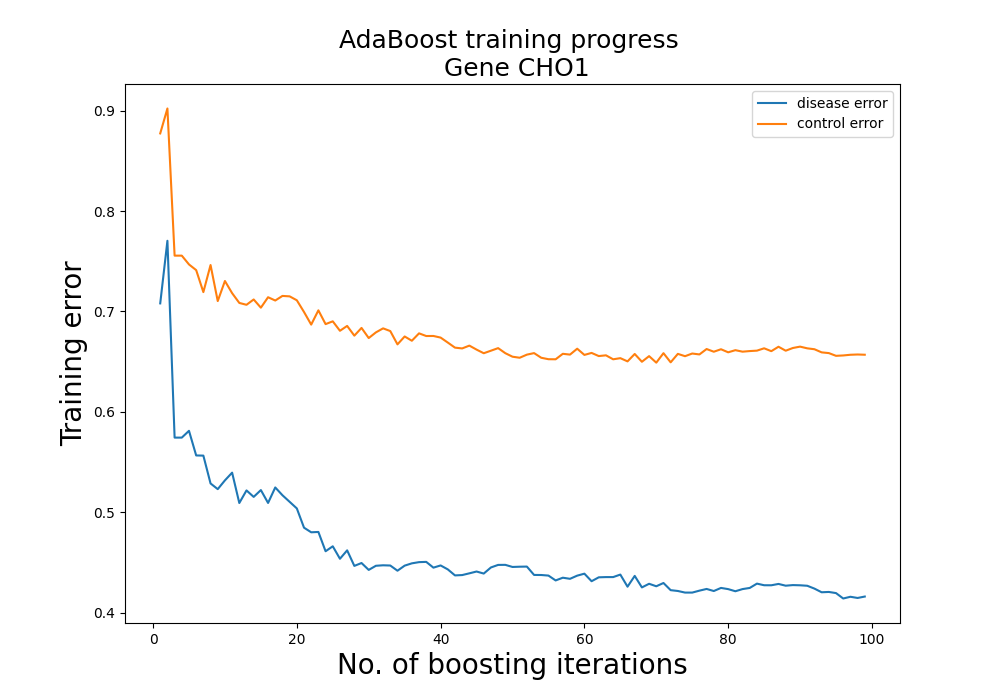 AdaBoost training progress
Gene CHO1
disease error
control error
Training error
0.9
0.8
0.7
0.6
0.5
0.4
0 20 40 60 80 100
No. of boosting iterations